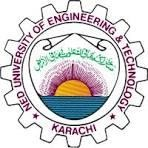 NED UNIVERSITY OF ENGINEERING & TECHNOLOGY
KARACHI